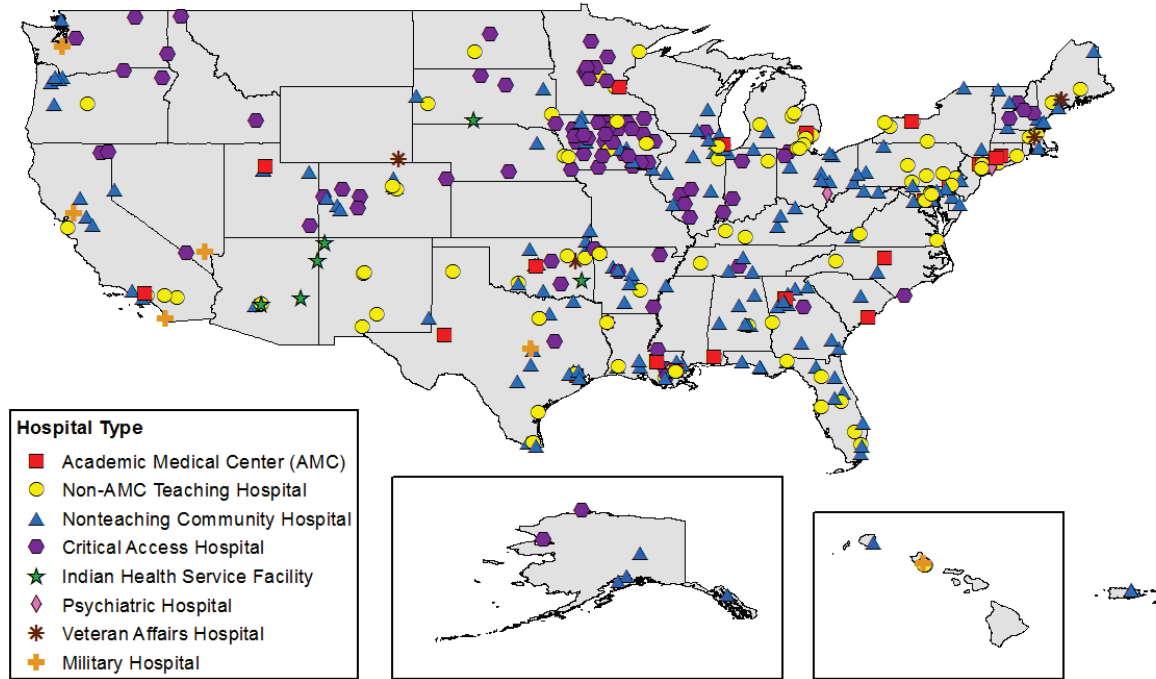 Hospital Type
Academic Medical Center (AMC)
Non-AMC Teaching Hospital
Nonteaching Community Hospital
Critical Access Hospital
Indian Health Service Facility
Psychiatric Hospital
Veteran Affairs Hospital
Military Hospital